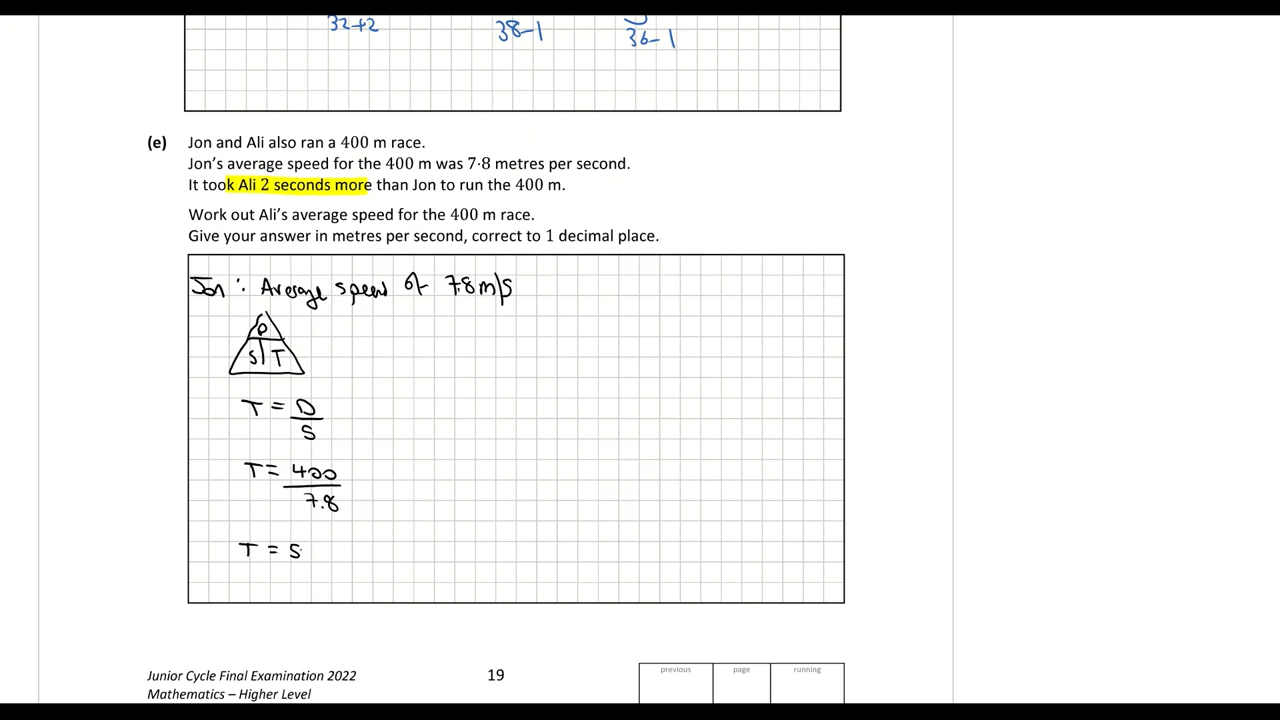 32+2 38-1 36-1
(e) Jon and Ali also ran a 400 m race.
Jon's average speed for the 400 m was 7·8 metres per second.
It took Ali 2 seconds more than Jon to run the 400 m.
Work out Ali's average speed for the 400 m race.
Give your answer in metres per second, correct to 1 decimal place.
Jon : Average speed of 7.8 m/s
D
S T
T = D
S
T = 400
7.8
T = 5
Junior Cycle Final Examination 2022
Mathematics – Higher Level
19
previous page running